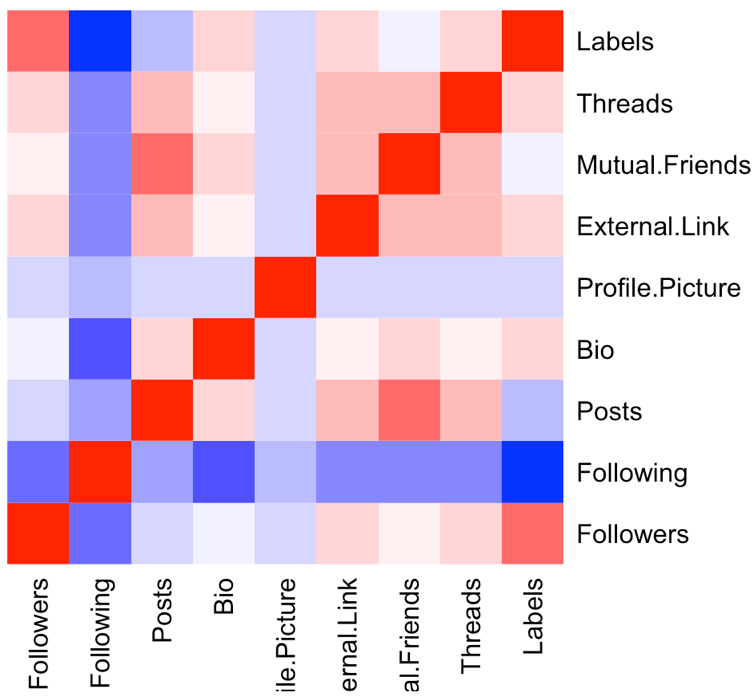 Labels
Threads
Mutual.Friends
External.Link
Profile.Picture
Bio
Posts
Following
Followers
Followers
Following
Posts
Bio
ile.Picture
ernal.Link
al.Friends
Threads
Labels